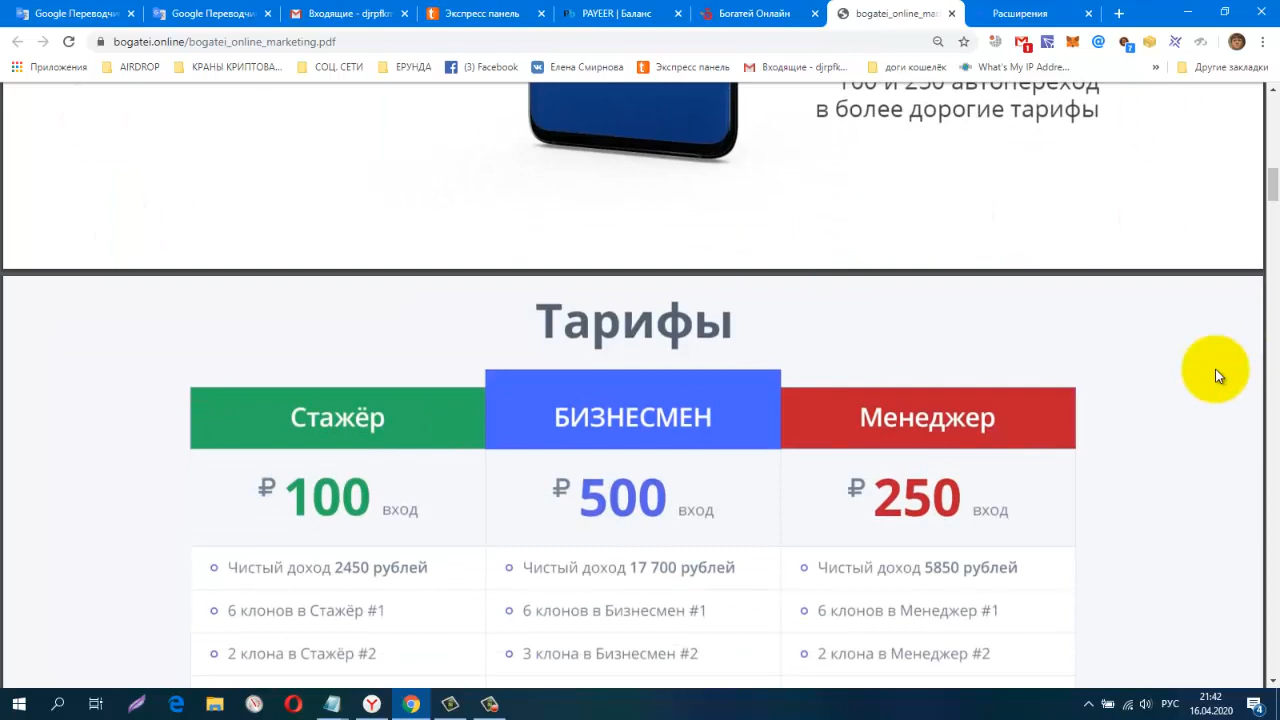 Google Переводчи
Google Переводчи
Входящие - djrpfkm
Экспресс панель
PAYEER | Баланс
Богатей Онлайн
bogatei_online_ma
Расширения
bogatei.online/bogatei_online_marketing.pdf
Приложения
AIRDROP
КРАНЫ КРИПТОВА...
СОЦ. СЕТИ
ЕРУНДА
(3) Facebook
Елена Смирнова
Экспресс панель
Входящие - djrpfk...
доги кошелёк
What's My IP Addre...
»
Другие закладки
100 и 250 автопереход
в более дорогие тарифы
Тарифы
Стажёр
БИЗНЕСМЕН
Менеджер
₽ 100 вход
₽ 500 вход
₽ 250 вход
Чистый доход 2450 рублей
Чистый доход 17 700 рублей
Чистый доход 5850 рублей
6 клонов в Стажёр #1
6 клонов в Бизнесмен #1
6 клонов в Менеджер #1
2 клона в Стажёр #2
3 клона в Бизнесмен #2
2 клона в Менеджер #2
РУС
21:42
16.04.2020